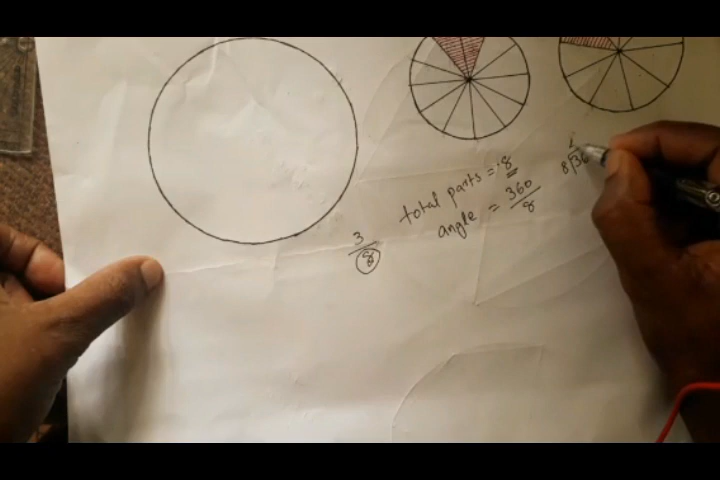 total parts = 8
angle = 360/8
3/8
8)36